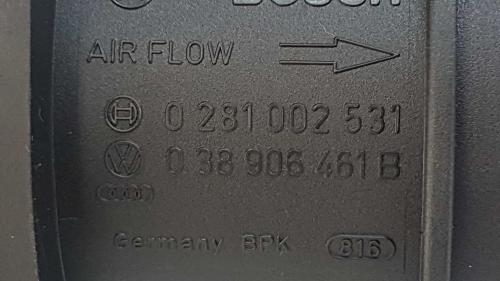 BOSCH
AIR FLOW
0 281 002 531
038 906 461 B
Germany BPK 816